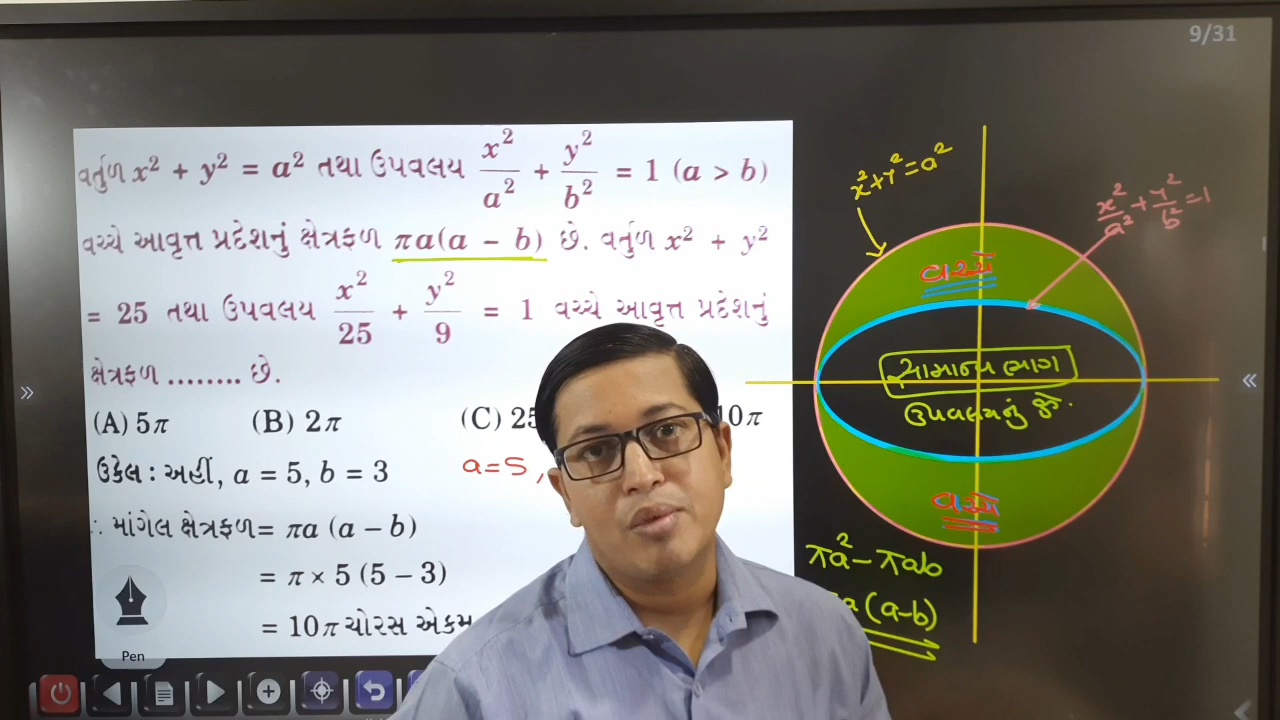 9/31
વર્તુળ x² + y² = a² તથા ઉપવલય x²/a² + y²/b² = 1 (a > b)
વચ્ચે આવૃત્ત પ્રદેશનું ક્ષેત્રફળ πa(a − b) છે. વર્તુળ x² + y²
= 25 તથા ઉપવલય x²/25 + y²/9 = 1 વચ્ચે આવૃત્ત પ્રદેશનું
ક્ષેત્રફળ ........ છે.
(A) 5π (B) 2π (C) 25 10π
ઉકેલ : અહીં, a = 5, b = 3
a=5,
∴ માંગેલ ક્ષેત્રફળ= πa (a − b)
= π × 5 (5 − 3)
= 10π ચોરસ એકમ
Pen
x²+y²=a²
x²/a²+y²/b²=1
વચ્ચે
સામાન્ય ભાગ
ઉપવલયનું ક્ષે.
વચ્ચે
πa²−πab
πa(a-b)